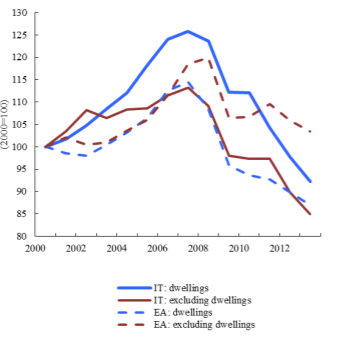 130
125
120
115
110
105
100
95
90
85
80
(2000=100)
2000 2002 2004 2006 2008 2010 2012
IT: dwellings
IT: excluding dwellings
EA: dwellings
EA: excluding dwellings